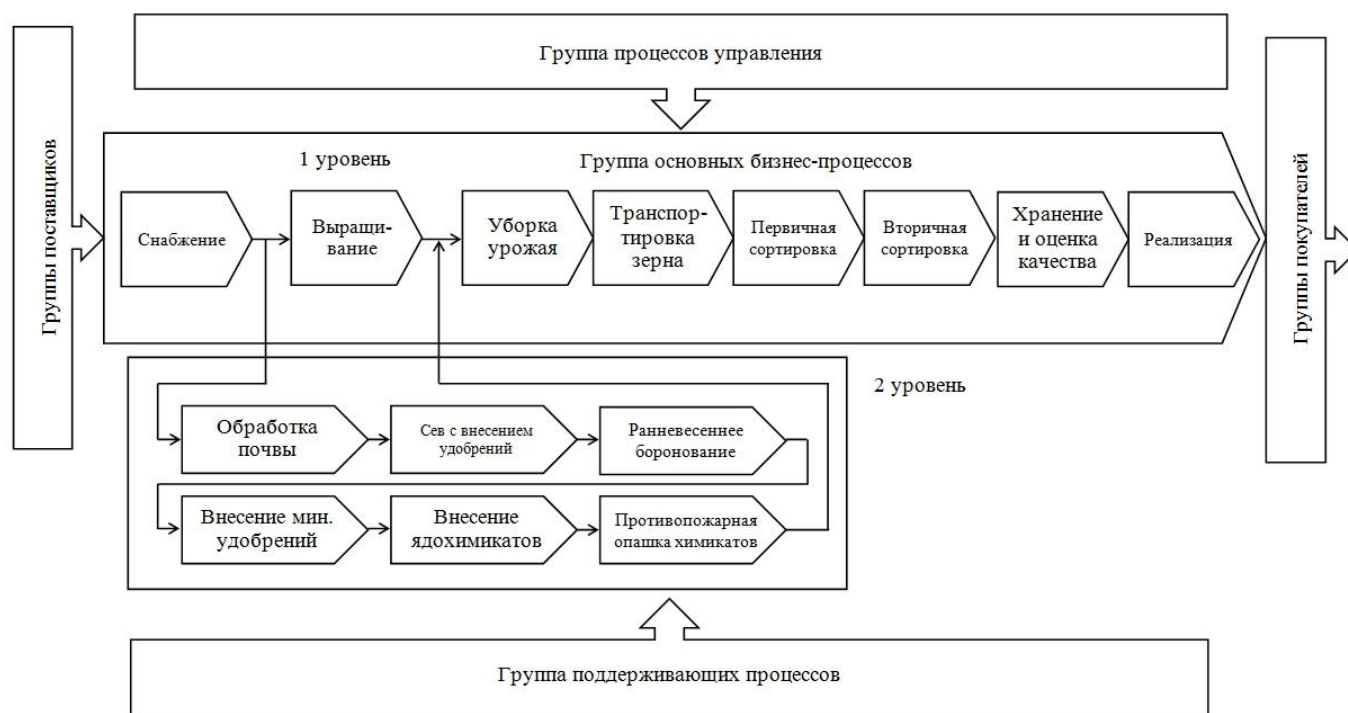 Группа процессов управления
Группы поставщиков
Группы покупателей
1 уровень
Группа основных бизнес-процессов
Снабжение
Выращи-
вание
Уборка
урожая
Транспор-
тировка
зерна
Первичная
сортировка
Вторичная
сортировка
Хранение
и оценка
качества
Реализация
2 уровень
Обработка
почвы
Сев с внесением
удобрений
Ранневесеннее
боронование
Внесение мин.
удобрений
Внесение
ядохимикатов
Противопожарная
опашка химикатов
Группа поддерживающих процессов